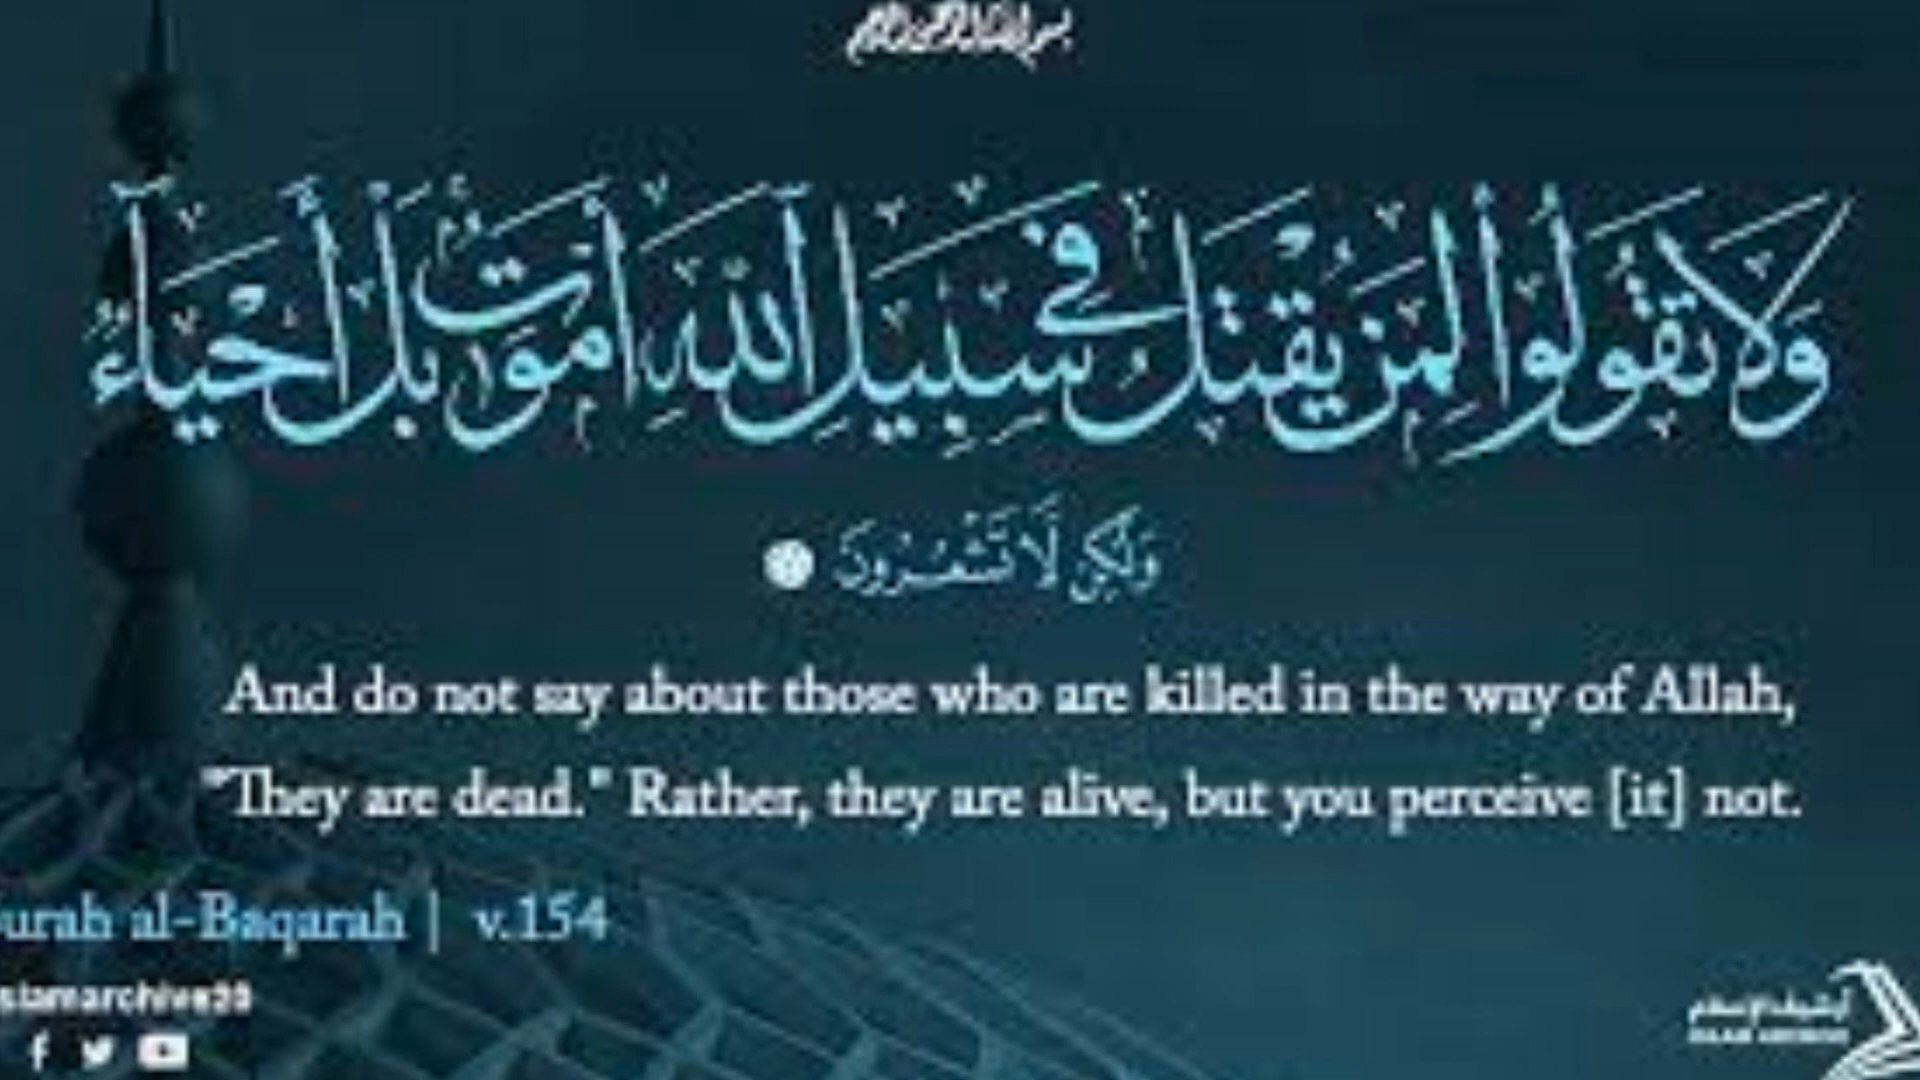 بسم الله الرحمن الرحيم
وَلَا تَقُولُوا لِمَن يُقْتَلُ فِي سَبِيلِ اللَّهِ أَمْوَاتٌ بَلْ أَحْيَاءٌ
وَلَٰكِن لَّا تَشْعُرُونَ
And do not say about those who are killed in the way of Allah,
"They are dead." Rather, they are alive, but you perceive [it] not.
urah al-Baqarah | v.154
أرشيف الإسلام